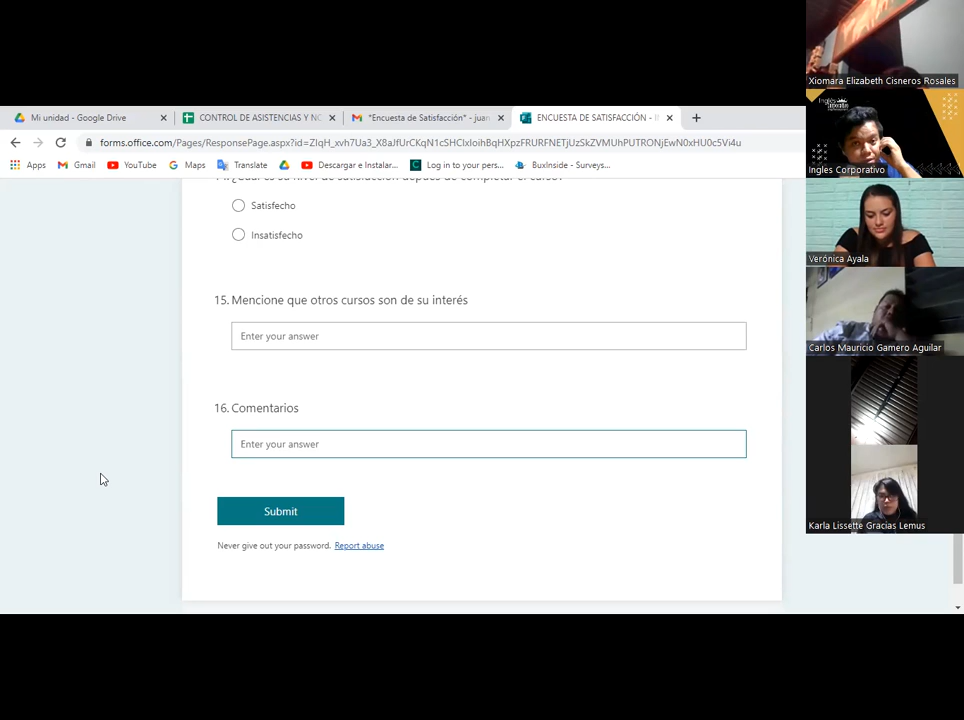 Mi unidad - Google Drive
CONTROL DE ASISTENCIAS Y NO
"Encuesta de Satisfacción" - juan
ENCUESTA DE SATISFACCIÓN - I
forms.office.com/Pages/ResponsePage.aspx?id=ZIqH_xvh7Ua3_X8aJfUrCKqN1cSHCIxIoihBqHXpzFRURFNETjUzSkZVMUhPUTRONjEwN0xHU0c5Vi4u
Apps
Gmail
YouTube
Maps
Translate
Descargar e Instalar...
Log in to your pers...
BuxInside - Surveys...
Satisfecho
Insatisfecho
15. Mencione que otros cursos son de su interés
Enter your answer
16. Comentarios
Enter your answer
Submit
Never give out your password. Report abuse
Xiomara Elizabeth Cisneros Rosales
Inglés
Ingles Corporativo
Verónica Ayala
Carlos Mauricio Gamero Aguilar
Karla Lissette Gracias Lemus